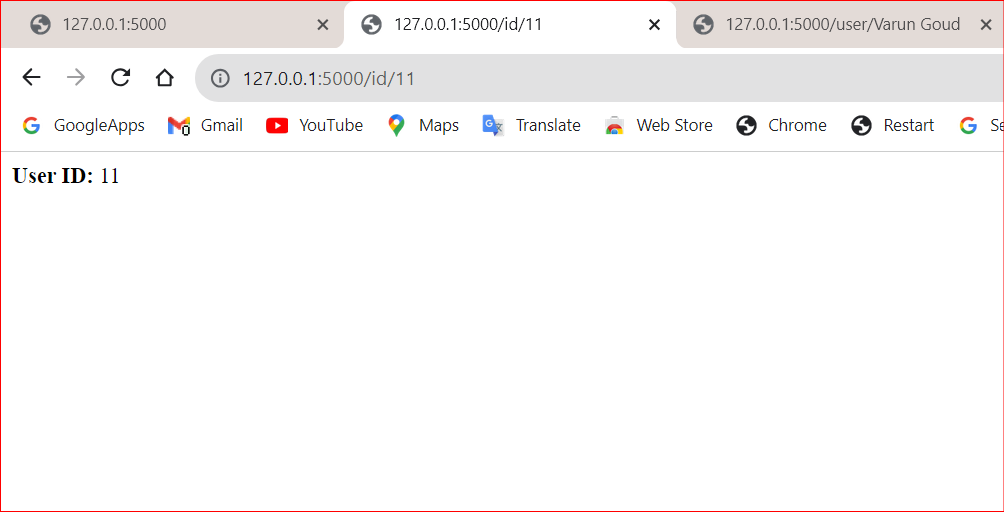 127.0.0.1:5000 127.0.0.1:5000/id/11 127.0.0.1:5000/user/Varun Goud
127.0.0.1:5000/id/11
GoogleApps Gmail YouTube Maps Translate Web Store Chrome Restart Se
User ID: 11